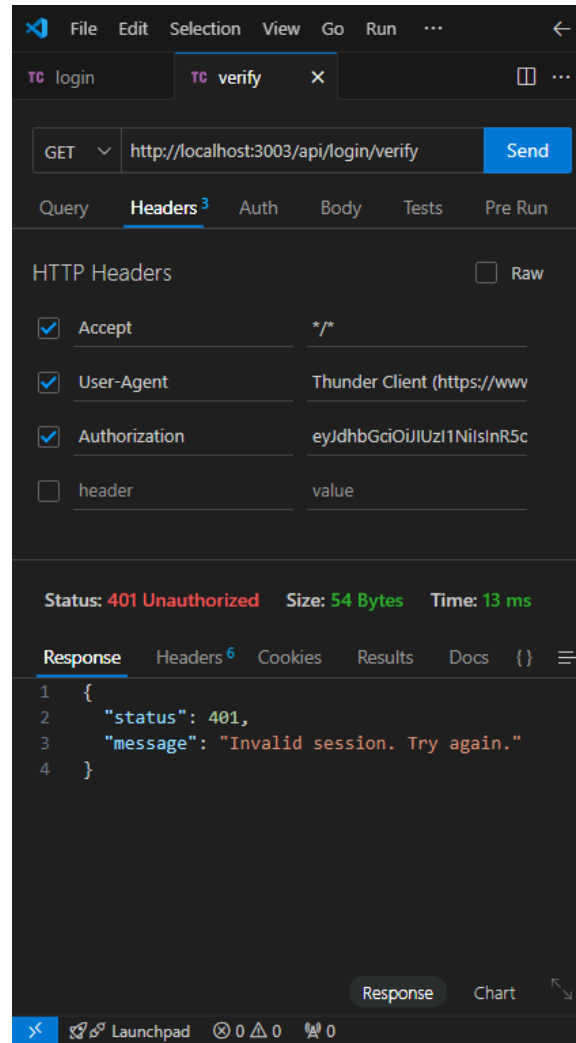 File Edit Selection View Go Run ...
TC login TC verify
GET http://localhost:3003/api/login/verify Send
Query Headers 3 Auth Body Tests Pre Run
HTTP Headers Raw
Accept */*
User-Agent Thunder Client (https://www
Authorization eyJdhbGciOiJIUzI1NiIsInR5c
header value
Status: 401 Unauthorized Size: 54 Bytes Time: 13 ms
Response Headers 6 Cookies Results Docs {}
1 {
2 "status": 401,
3 "message": "Invalid session. Try again."
4 }
Response Chart
Launchpad 0 0 0